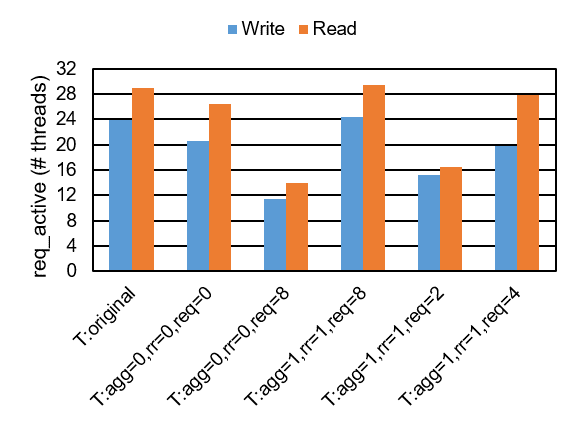 Write Read
req_active (# threads)
32
28
24
20
16
12
8
4
0
T:original
T:agg=0,rr=0,req=0
T:agg=0,rr=0,req=8
T:agg=1,rr=1,req=8
T:agg=1,rr=1,req=2
T:agg=1,rr=1,req=4